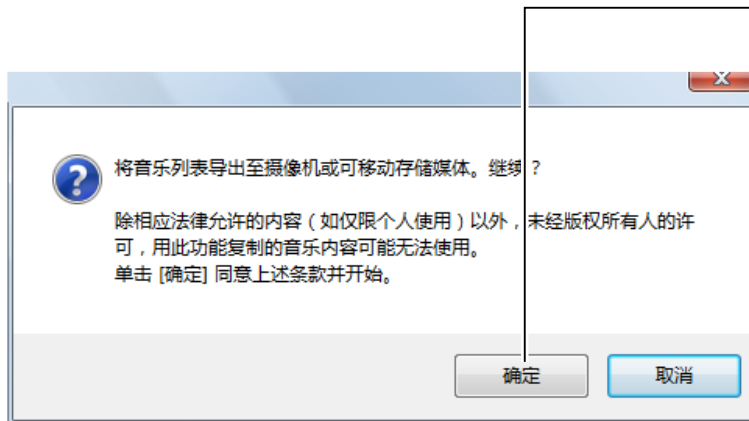 将音乐列表导出至摄像机或可移动存储媒体。继续？
除相应法律允许的内容（如仅限个人使用）以外，未经版权所有人的许
可，用此功能复制的音乐内容可能无法使用。
单击 [确定] 同意上述条款并开始。
确定
取消